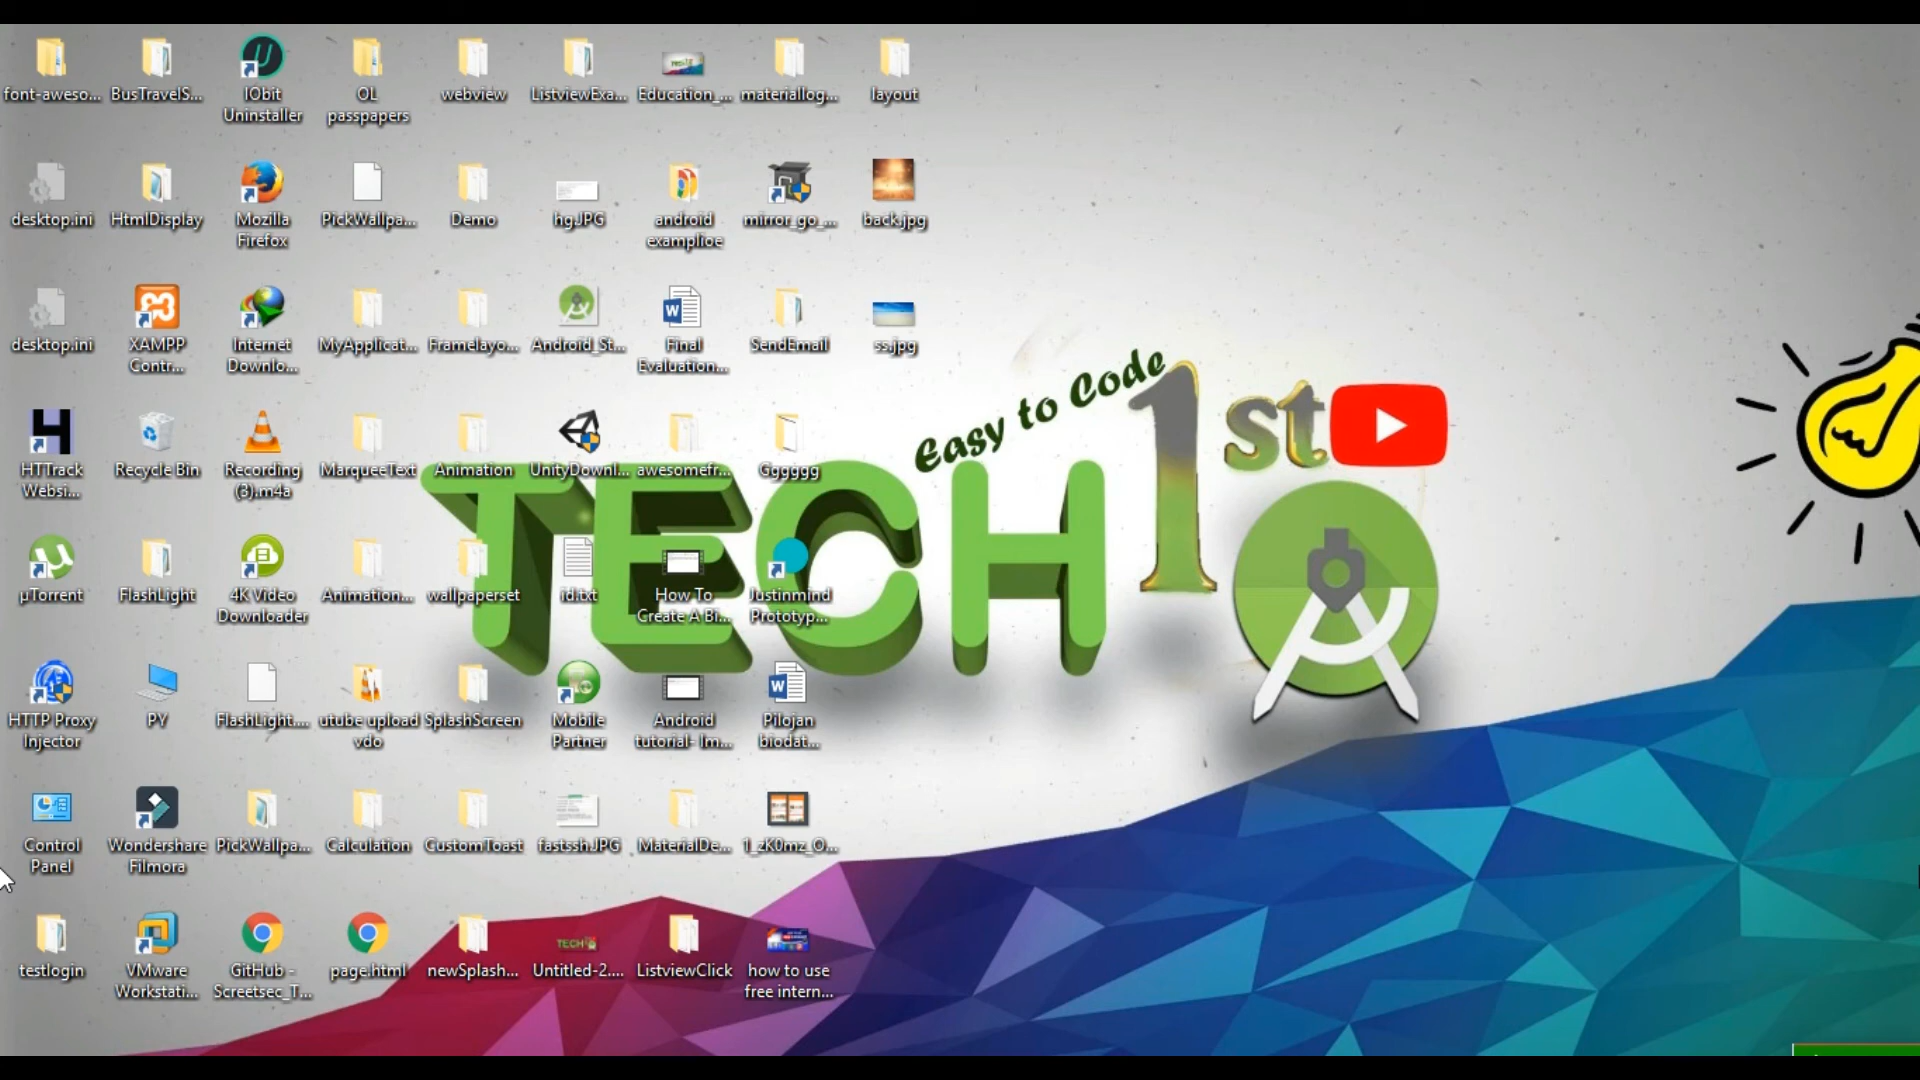 font-aweso...
BusTravelS...
IObit
Uninstaller
OL
passpapers
webview
ListviewExa...
Education_...
materiallog...
layout
desktop.ini
HtmlDisplay
Mozilla
Firefox
PickWallpa...
Demo
hg.JPG
android
examplioe
mirror_go_...
back.jpg
desktop.ini
XAMPP
Contr...
Internet
Downlo...
MyApplicat...
Framelayo...
Android_St...
Final
Evaluation...
SendEmail
ss.jpg
Easy to Code
1st
HTTrack
Websi...
Recycle Bin
Recording
(3).m4a
MarqueeText
Animation
UnityDownl...
awesomefr...
Gggggg
TECH
µTorrent
FlashLight
4K Video
Downloader
Animation...
wallpaperset
id.txt
How To
Create A Bi...
Justinmind
Prototyp...
HTTP Proxy
Injector
PY
FlashLight....
utube upload
vdo
SplashScreen
Mobile
Partner
Android
tutorial- Im...
Pilojan
biodat...
Control
Panel
Wondershare
Filmora
PickWallpa...
Calculation
CustomToast
fastssh.JPG
MaterialDe...
1_zK0mz_O...
testlogin
VMware
Workstati...
GitHub -
Screetsec_T...
page.html
newSplash...
TECH
Untitled-2....
ListviewClick
how to use
free intern...